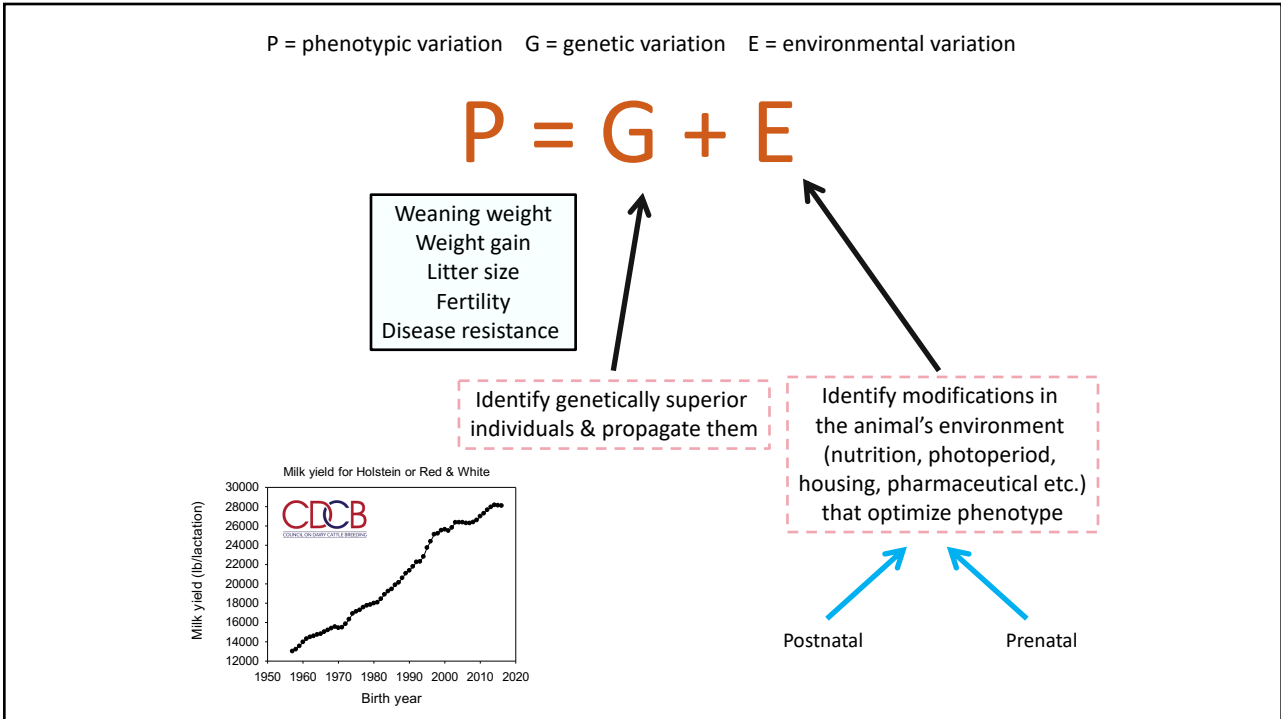 P = phenotypic variation G = genetic variation E = environmental variation
P = G + E
Weaning weight
Weight gain
Litter size
Fertility
Disease resistance
Identify genetically superior
individuals & propagate them
Identify modifications in
the animal's environment
(nutrition, photoperiod,
housing, pharmaceutical etc.)
that optimize phenotype
Postnatal
Prenatal
Milk yield for Holstein or Red & White
CDCB
COUNCIL ON DAIRY CATTLE BREEDING
Milk yield (lb/lactation)
30000
28000
26000
24000
22000
20000
18000
16000
14000
12000
1950 1960 1970 1980 1990 2000 2010 2020
Birth year